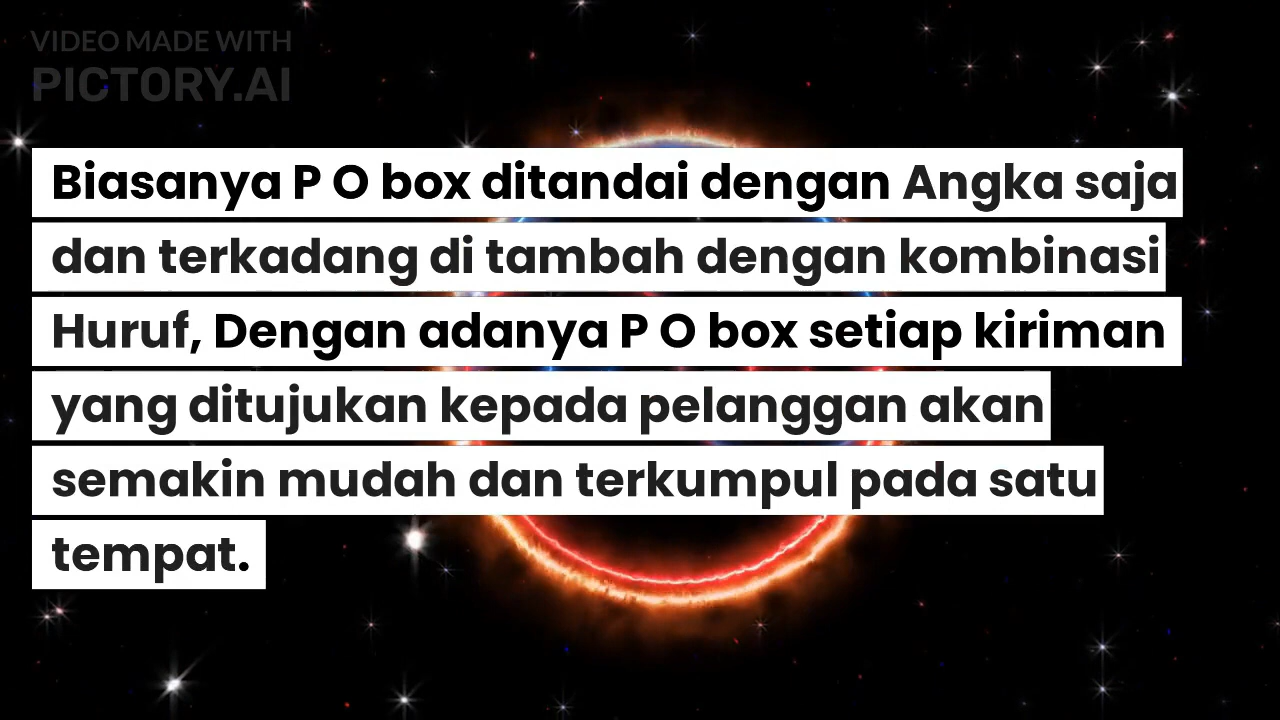 VIDEO MADE WITH
PICTORY.AI
Biasanya P O box ditandai dengan Angka saja
dan terkadang di tambah dengan kombinasi
Huruf, Dengan adanya P O box setiap kiriman
yang ditujukan kepada pelanggan akan
semakin mudah dan terkumpul pada satu
tempat.